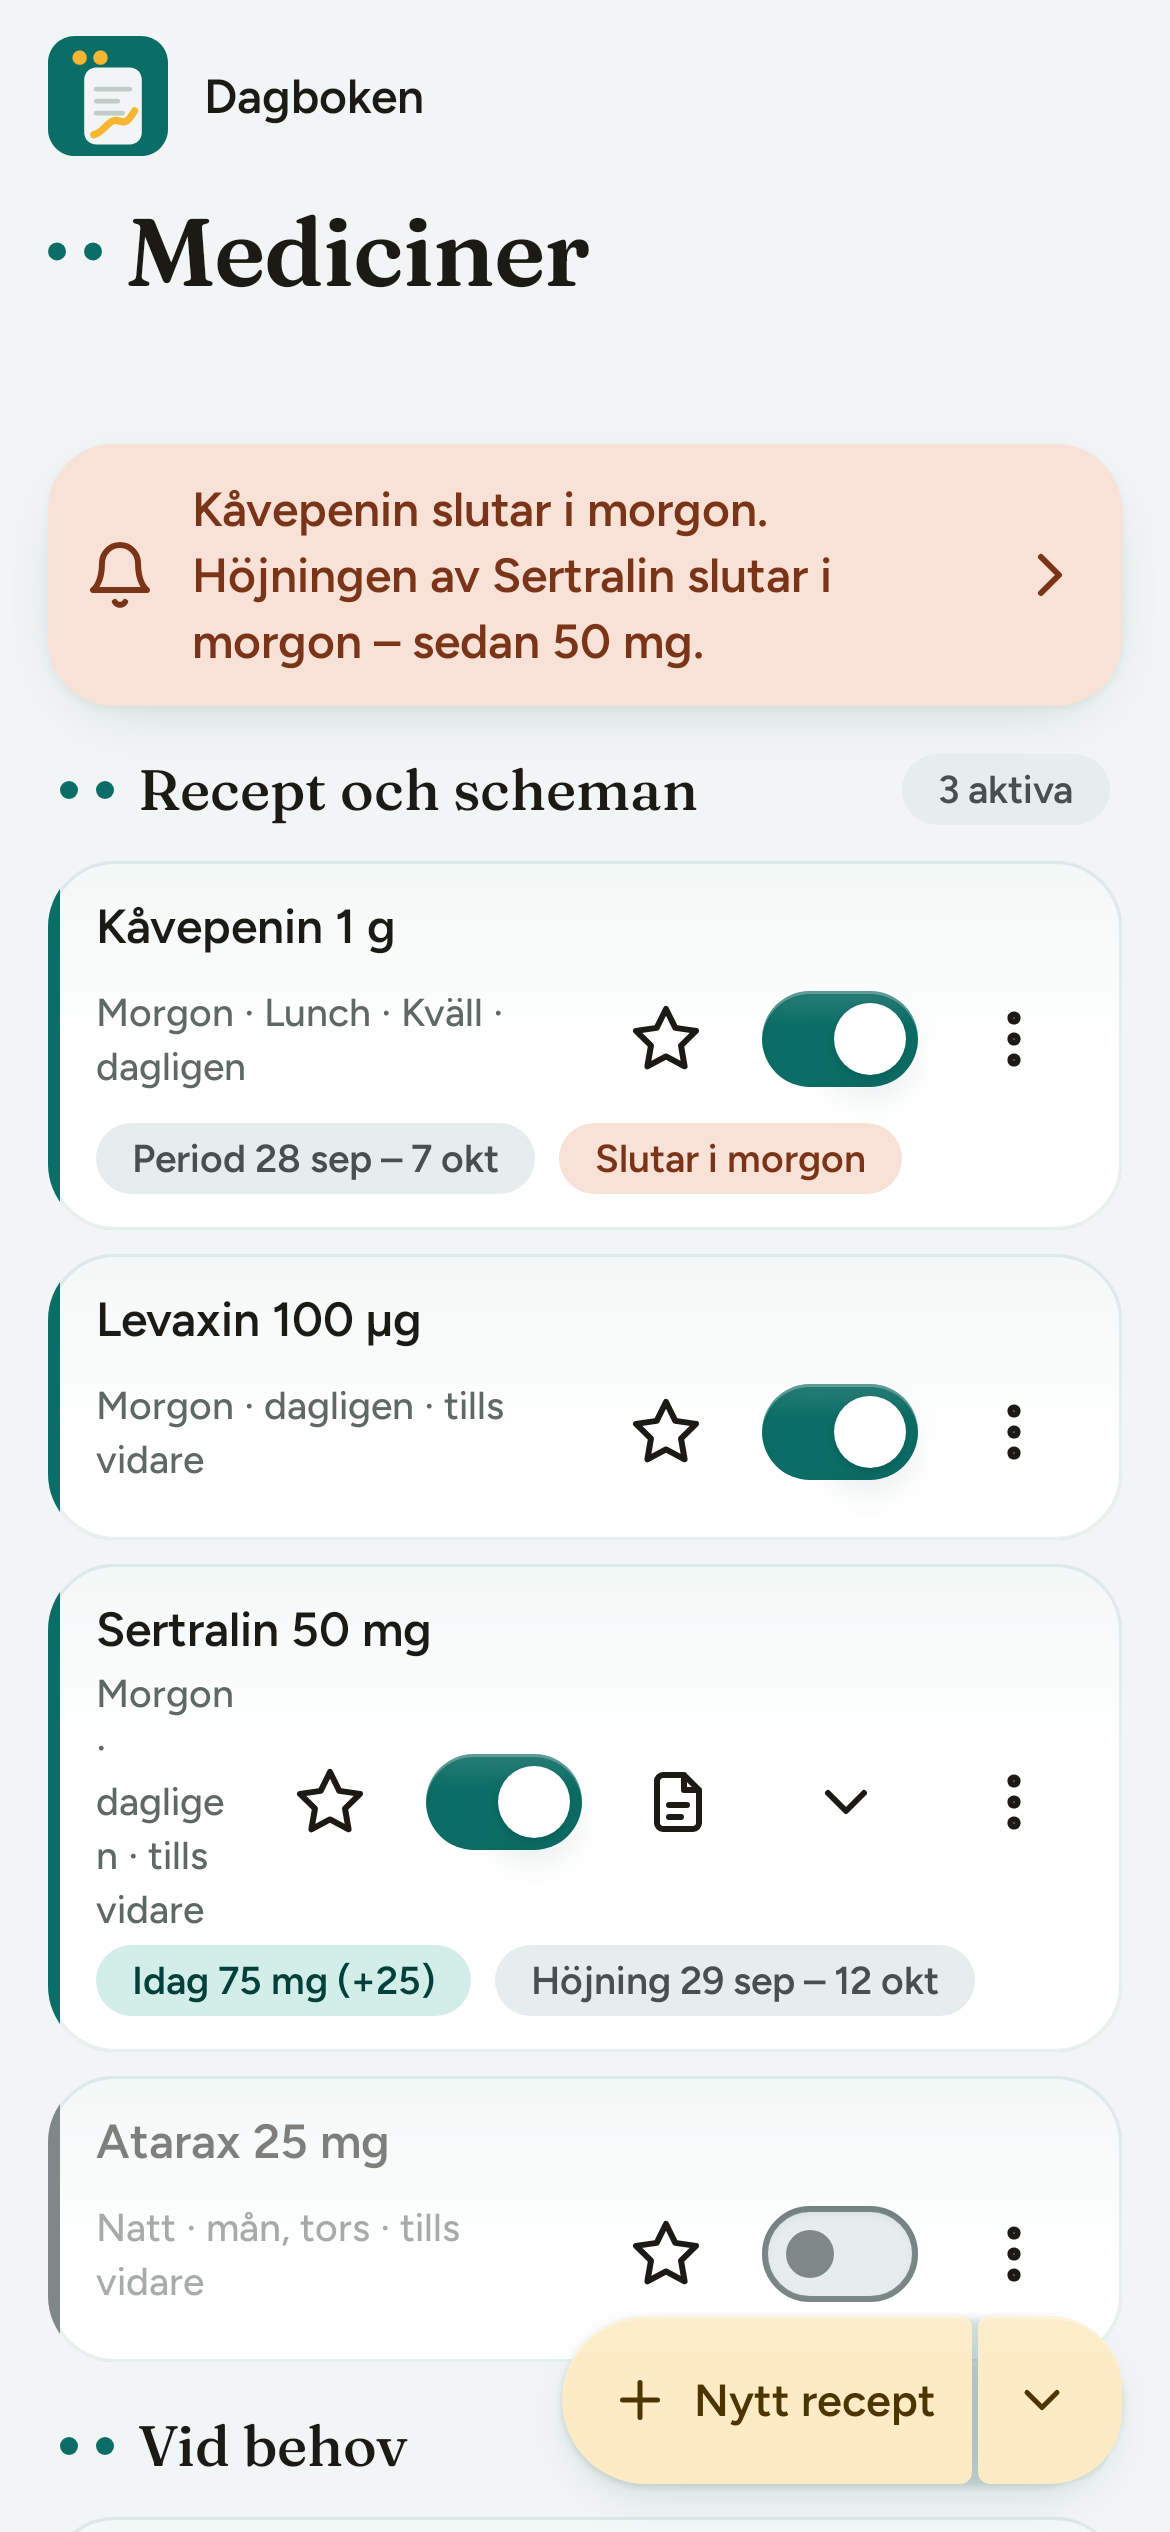 Dagboken
Mediciner
Kåvepenin slutar i morgon.
Höjningen av Sertralin slutar i
morgon – sedan 50 mg.
Recept och scheman
3 aktiva
Kåvepenin 1 g
Morgon · Lunch · Kväll ·
dagligen
Period 28 sep – 7 okt
Slutar i morgon
Levaxin 100 µg
Morgon · dagligen · tills
vidare
Sertralin 50 mg
Morgon
·
daglige
n · tills
vidare
Idag 75 mg (+25)
Höjning 29 sep – 12 okt
Atarax 25 mg
Natt · mån, tors · tills
vidare
Nytt recept
Vid behov